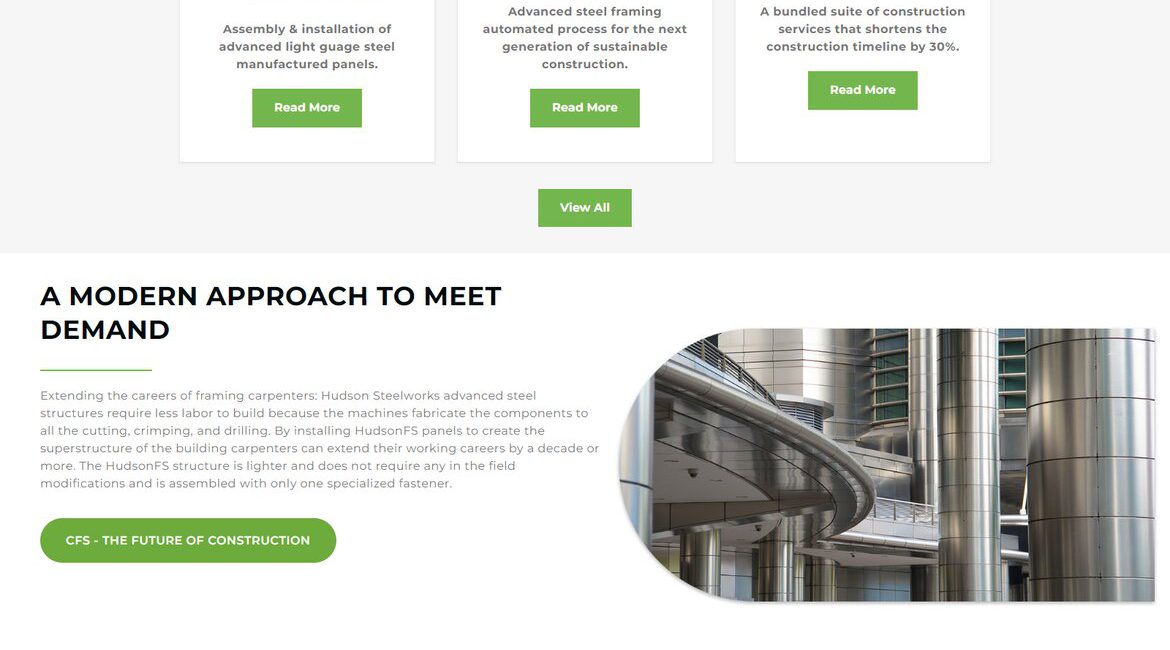 Assembly & installation of
advanced light guage steel
manufactured panels.
Read More
Advanced steel framing
automated process for the next
generation of sustainable
construction.
Read More
A bundled suite of construction
services that shortens the
construction timeline by 30%.
Read More
View All
A MODERN APPROACH TO MEET
DEMAND
Extending the careers of framing carpenters: Hudson Steelworks advanced steel
structures require less labor to build because the machines fabricate the components to
all the cutting, crimping, and drilling. By installing HudsonFS panels to create the
superstructure of the building carpenters can extend their working careers by a decade or
more. The HudsonFS structure is lighter and does not require any in the field
modifications and is assembled with only one specialized fastener.
CFS - THE FUTURE OF CONSTRUCTION